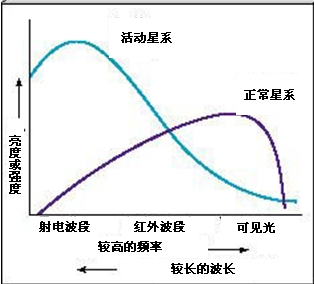 活动星系
正常星系
亮度或强度
射电波段 红外波段 可见光
较高的频率
较长的波长